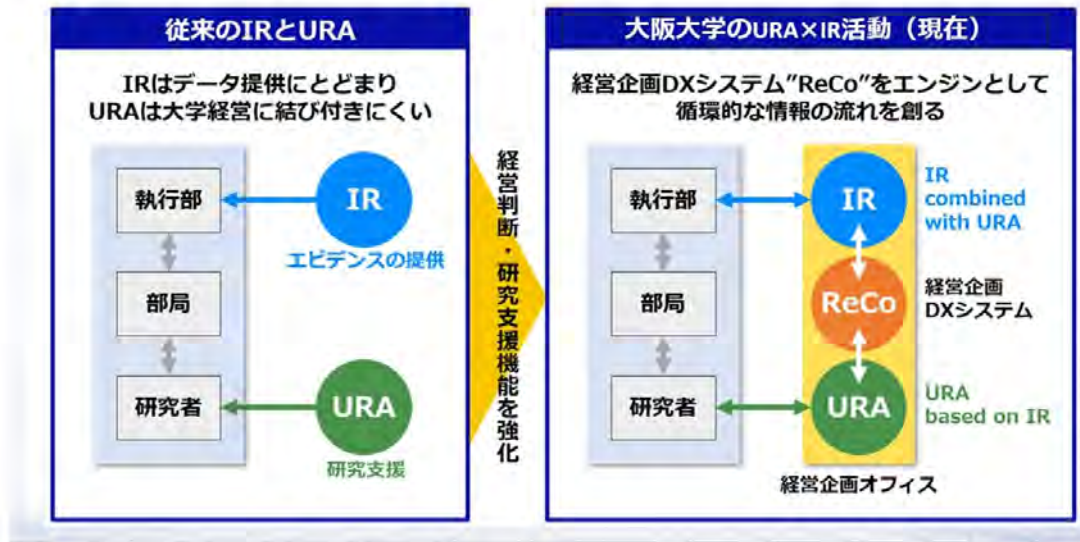 従来のIRとURA
IRはデータ提供にとどまり
URAは大学経営に結び付きにくい
執行部
IR
エビデンスの提供
部局
研究者
URA
研究支援
経営判断・研究支援機能を強化
大阪大学のURA×IR活動（現在）
経営企画DXシステム”ReCo”をエンジンとして
循環的な情報の流れを創る
執行部
IR
IR
combined
with URA
部局
ReCo
経営企画
DXシステム
研究者
URA
URA
based on IR
経営企画オフィス